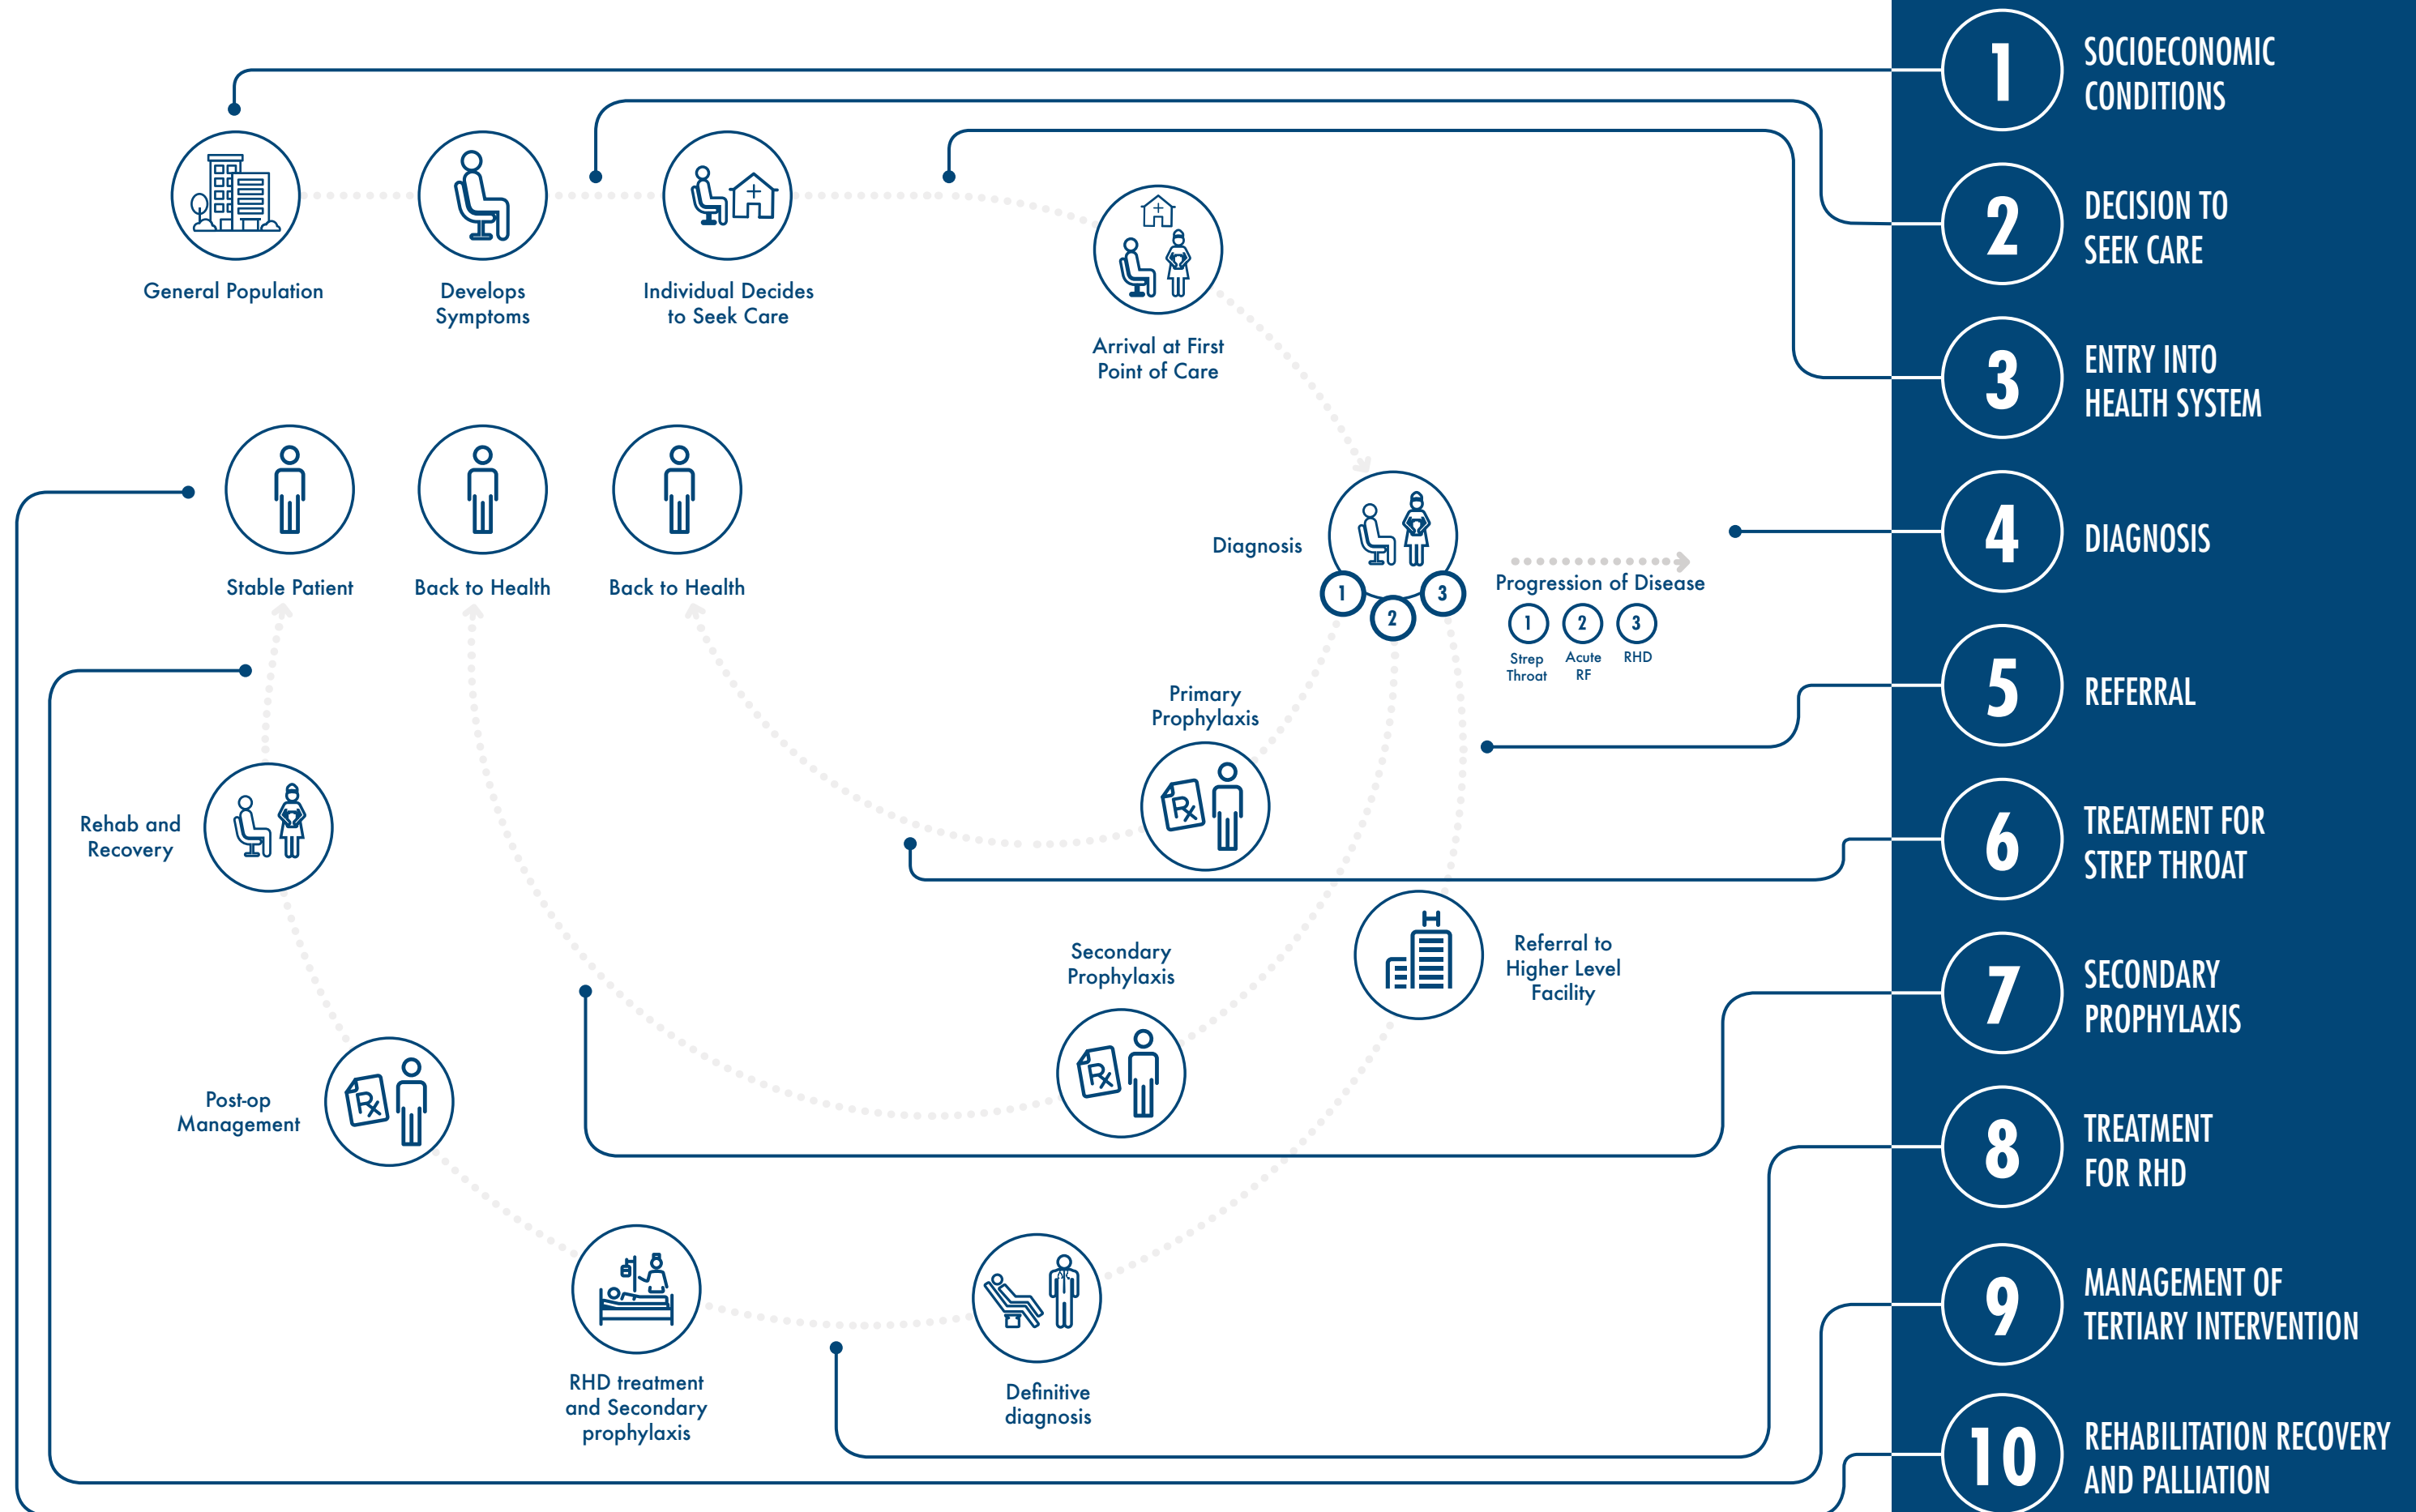 1
SOCIOECONOMIC
CONDITIONS
2
DECISION TO
SEEK CARE
3
ENTRY INTO
HEALTH SYSTEM
4
DIAGNOSIS
5
REFERRAL
6
TREATMENT FOR
STREP THROAT
7
SECONDARY
PROPHYLAXIS
8
TREATMENT
FOR RHD
9
MANAGEMENT OF
TERTIARY INTERVENTION
10
REHABILITATION RECOVERY
AND PALLIATION
General Population
Develops
Symptoms
Individual Decides
to Seek Care
Arrival at First
Point of Care
Stable Patient
Back to Health
Back to Health
Diagnosis
1
2
3
Progression of Disease
1
2
3
Strep
Throat
Acute
RF
RHD
Primary
Prophylaxis
Rx
Rehab and
Recovery
Secondary
Prophylaxis
Rx
H
Referral to
Higher Level
Facility
Post-op
Management
Rx
RHD treatment
and Secondary
prophylaxis
Definitive
diagnosis